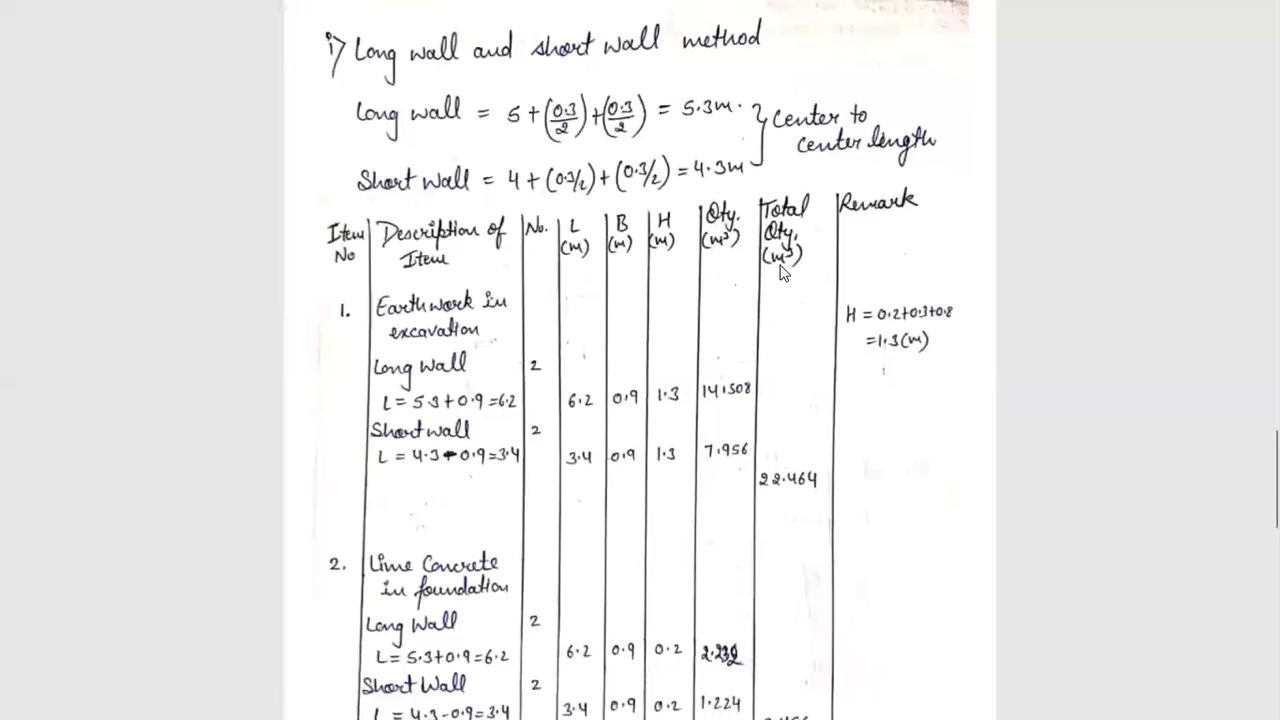 i) Long wall and short wall method
Long wall = 5 + (0.3/2) + (0.3/2) = 5.3m.
Short wall = 4 + (0.3/2) + (0.3/2) = 4.3m
} Center to
center length
Item No | Description of Item | No. | L (m) | B (m) | H (m) | Qty. (m³) | Total Qty. (m³) | Remark
1. Earthwork in
excavation
H = 0.2+0.3+0.8
= 1.3(m)
Long Wall 2
L = 5.3 + 0.9 = 6.2 6.2 0.9 1.3 14.508
Short wall 2
L = 4.3 - 0.9 = 3.4 3.4 0.9 1.3 7.956
22.464
2. Lime Concrete
in foundation
Long Wall 2
L = 5.3+0.9 = 6.2 6.2 0.9 0.2 2.232
Short Wall 2
L = 4.3-0.9 = 3.4 3.4 0.9 0.2 1.224